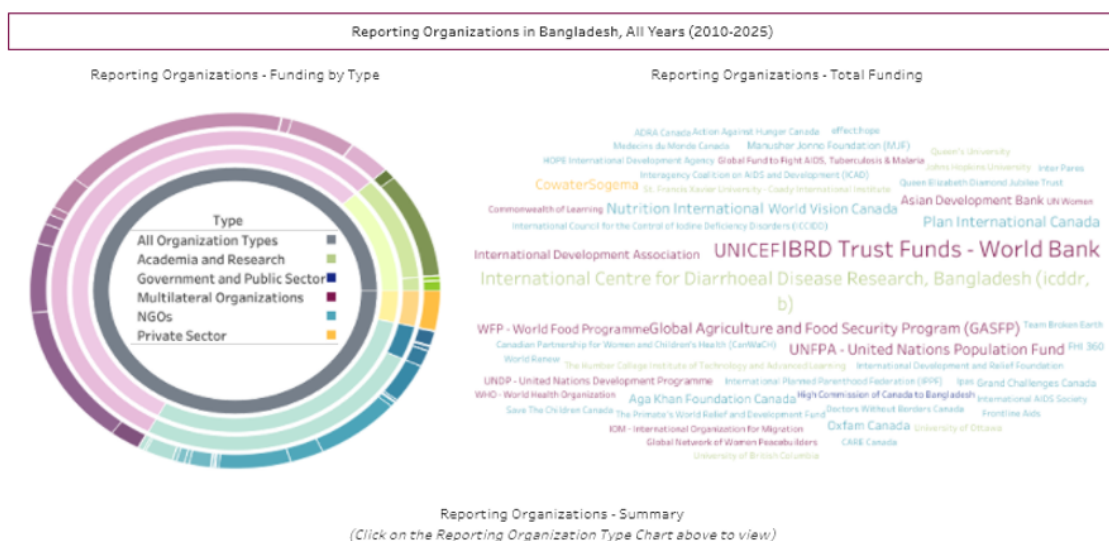 Reporting Organizations in Bangladesh, All Years (2010-2025)
Reporting Organizations - Funding by Type
Type
All Organization Types
Academia and Research
Government and Public Sector
Multilateral Organizations
NGOs
Private Sector
Reporting Organizations - Total Funding
ADRA Canada Action Against Hunger Canada effect:hope
Medecins du Monde Canada Manusher Jonno Foundation (MJF) Queen's University
HOPE International Development Agency Global Fund to Fight AIDS, Tuberculosis & Malaria Johns Hopkins University Inter Pares
Interagency Coalition on AIDS and Development (ICAD)
CowaterSogema St. Francis Xavier University - Coady International Institute Queen Elizabeth Diamond Jubilee Trust
Asian Development Bank UN Women
Commonwealth of Learning Nutrition International World Vision Canada
International Council for the Control of Iodine Deficiency Disorders (ICCIDD) Plan International Canada
International Development Association UNICEF IBRD Trust Funds - World Bank
International Centre for Diarrhoeal Disease Research, Bangladesh (icddr,
b)
WFP - World Food Programme Global Agriculture and Food Security Program (GASFP) Team Broken Earth
Canadian Partnership for Women and Children's Health (CanWaCH) UNFPA - United Nations Population Fund FHI 360
World Renew The Humber College Institute of Technology and Advanced Learning International Development and Relief Foundation
UNDP - United Nations Development Programme International Planned Parenthood Federation (IPPF) Ipas Grand Challenges Canada
WHO - World Health Organization Aga Khan Foundation Canada High Commission of Canada to Bangladesh International AIDS Society
Save The Children Canada The Primate's World Relief and Development Fund Doctors Without Borders Canada Frontline Aids
IOM - International Organization for Migration Oxfam Canada University of Ottawa
Global Network of Women Peacebuilders CARE Canada
University of British Columbia
Reporting Organizations - Summary
(Click on the Reporting Organization Type Chart above to view)